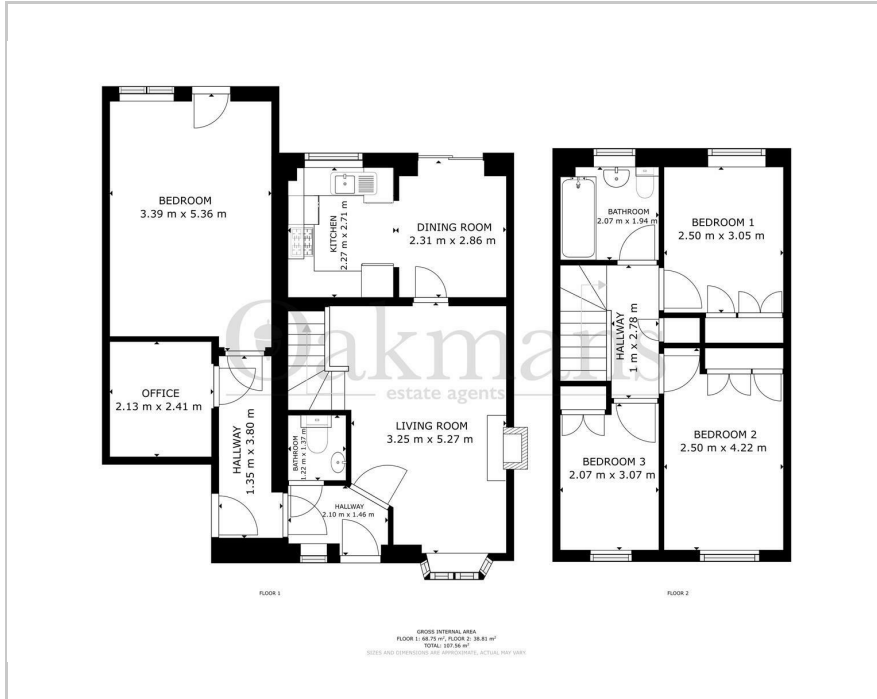 BEDROOM
3.39 m x 5.36 m
OFFICE
2.13 m x 2.41 m
HALLWAY
1.35 m x 3.80 m
KITCHEN
2.27 m x 2.71 m
DINING ROOM
2.31 m x 2.86 m
LIVING ROOM
3.25 m x 5.27 m
BATHROOM
1.22 m x 1.37 m
HALLWAY
2.10 m x 1.46 m
FLOOR 1
BATHROOM
2.07 m x 1.94 m
BEDROOM 1
2.50 m x 3.05 m
HALLWAY
1 m x 2.78 m
BEDROOM 2
2.50 m x 4.22 m
BEDROOM 3
2.07 m x 3.07 m
FLOOR 2
Oakmans
estate agents
GROSS INTERNAL AREA
FLOOR 1: 68.75 m², FLOOR 2: 38.81 m²
TOTAL: 107.56 m²
SIZES AND DIMENSIONS ARE APPROXIMATE, ACTUAL MAY VARY